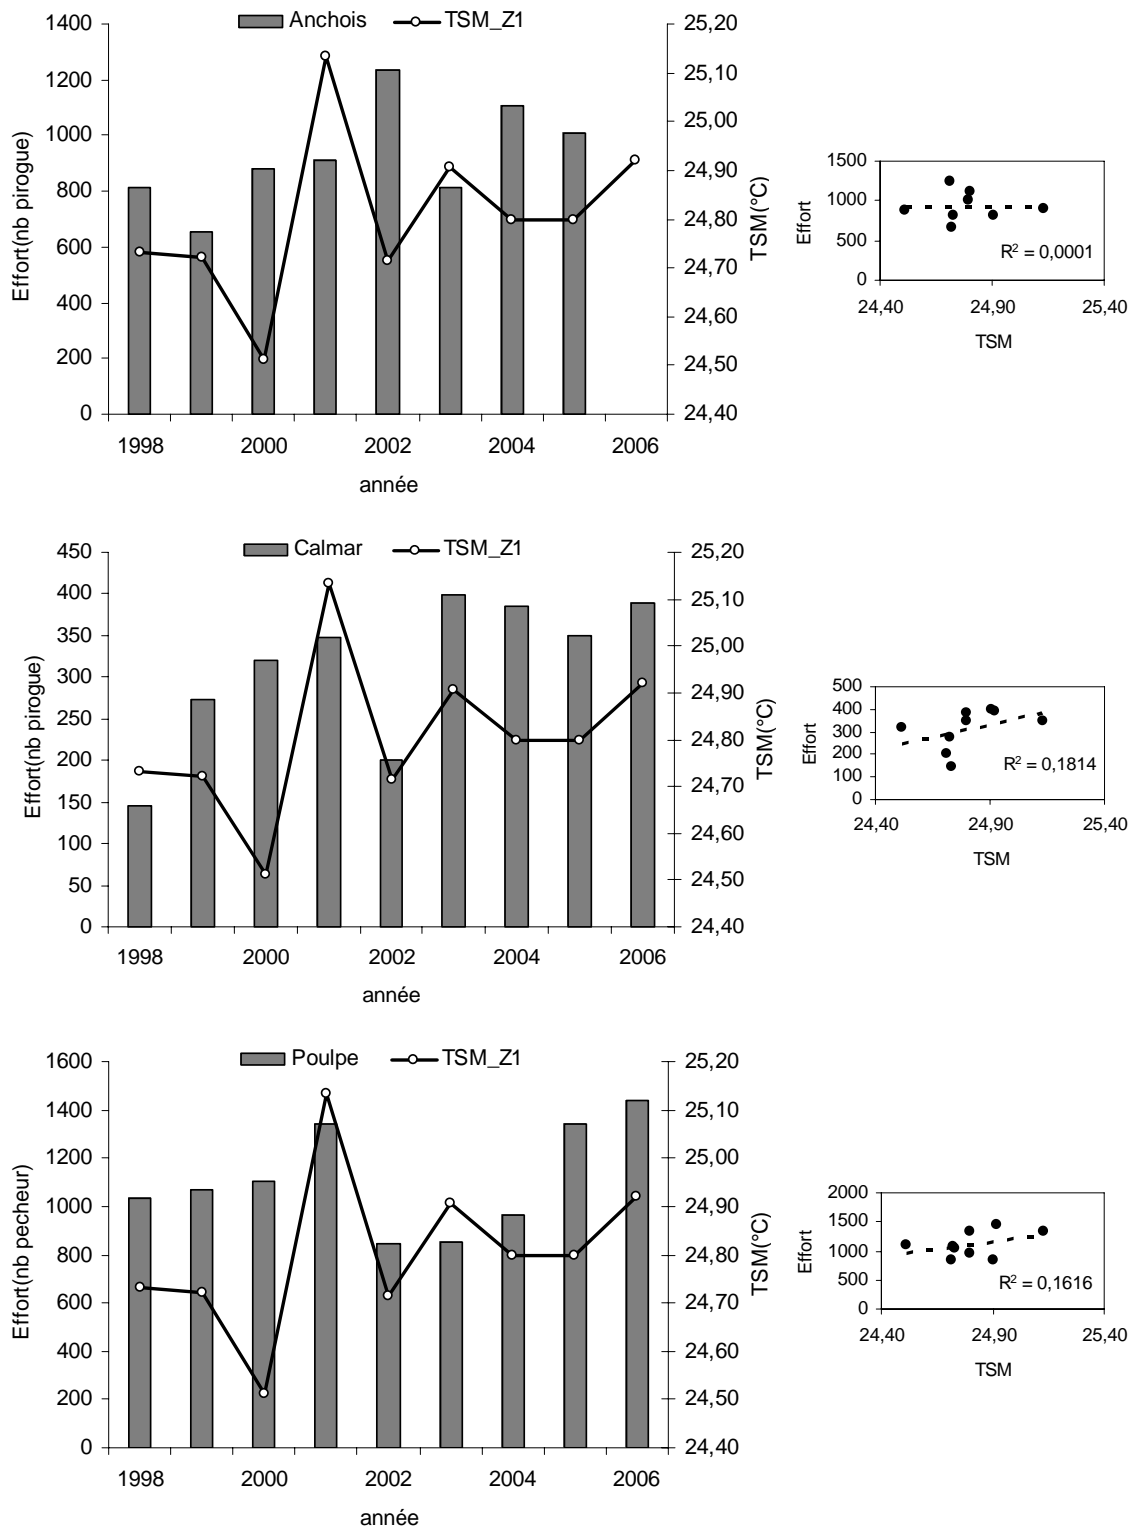 Anchois TSM_Z1
Effort(nb pirogue)
1400
1200
1000
800
600
400
200
0
25,20
25,10
25,00
24,90
24,80
24,70
24,60
24,50
24,40
TSM(°C)
1998 2000 2002 2004 2006
année
Effort
1500
1000
500
0
R² = 0,0001
24,40 24,90 25,40
TSM
Calmar TSM_Z1
Effort(nb pirogue)
450
400
350
300
250
200
150
100
50
0
25,20
25,10
25,00
24,90
24,80
24,70
24,60
24,50
24,40
TSM(°C)
1998 2000 2002 2004 2006
année
Effort
500
400
300
200
100
0
R² = 0,1814
24,40 24,90 25,40
TSM
Poulpe TSM_Z1
Effort(nb pecheur)
1600
1400
1200
1000
800
600
400
200
0
25,20
25,10
25,00
24,90
24,80
24,70
24,60
24,50
24,40
TSM(°C)
1998 2000 2002 2004 2006
année
Effort
2000
1500
1000
500
0
R² = 0,1616
24,40 24,90 25,40
TSM